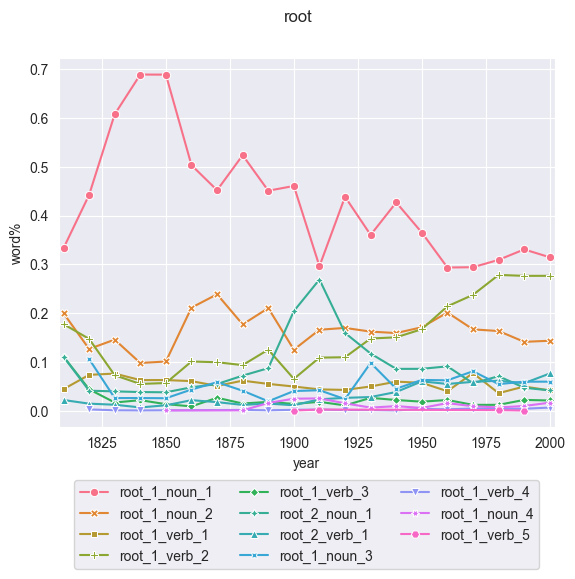 root
0.7
0.6
0.5
0.4
0.3
0.2
0.1
0.0
word%
1825 1850 1875 1900 1925 1950 1975 2000
year
root_1_noun_1 root_1_verb_3 root_1_verb_4
root_1_noun_2 root_2_noun_1 root_1_noun_4
root_1_verb_1 root_2_verb_1 root_1_verb_5
root_1_verb_2 root_1_noun_3